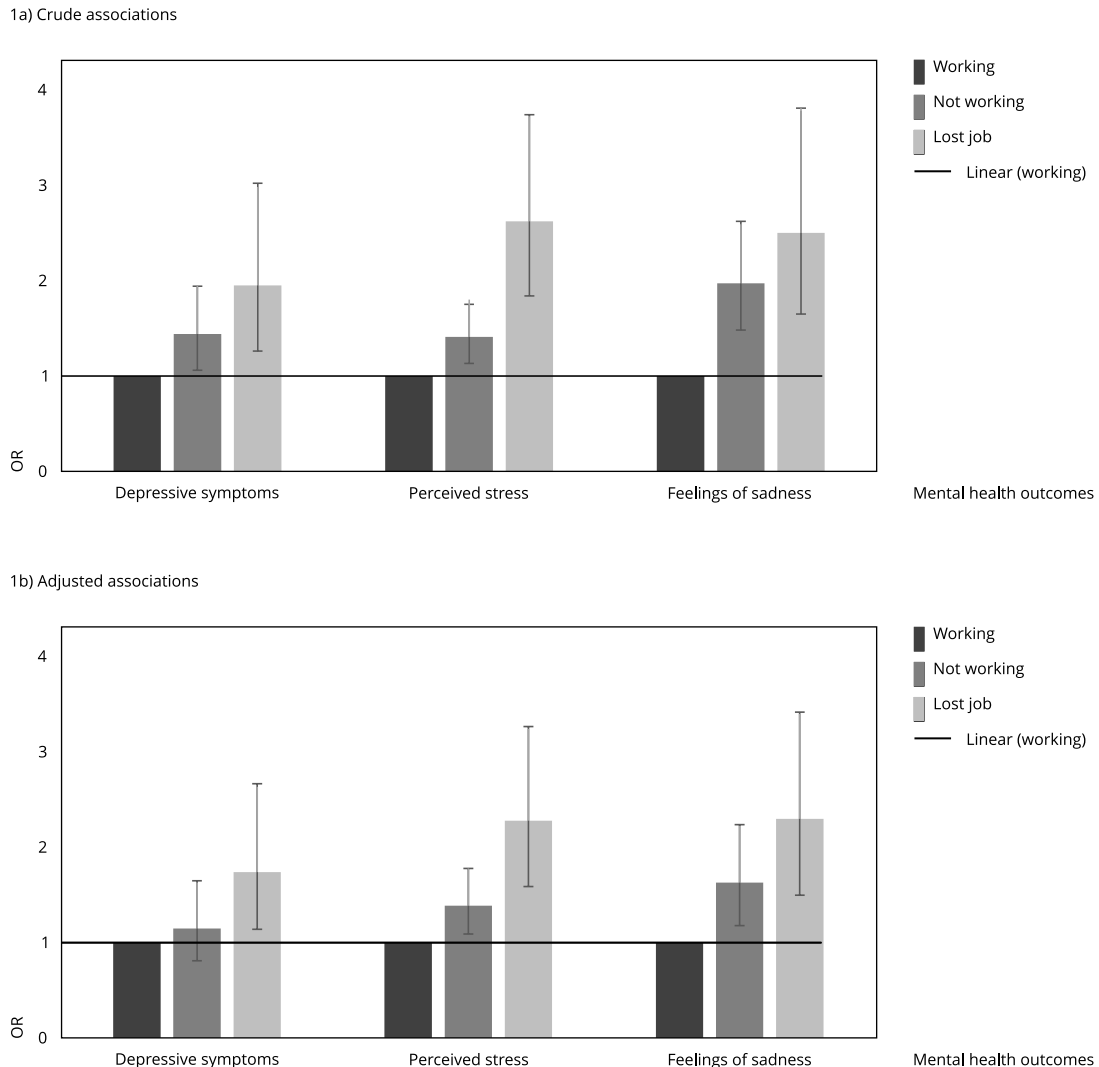 1a) Crude associations
4
3
2
1
0
OR
Depressive symptoms
Perceived stress
Feelings of sadness
Mental health outcomes
Working
Not working
Lost job
Linear (working)
1b) Adjusted associations
4
3
2
1
0
OR
Depressive symptoms
Perceived stress
Feelings of sadness
Mental health outcomes
Working
Not working
Lost job
Linear (working)